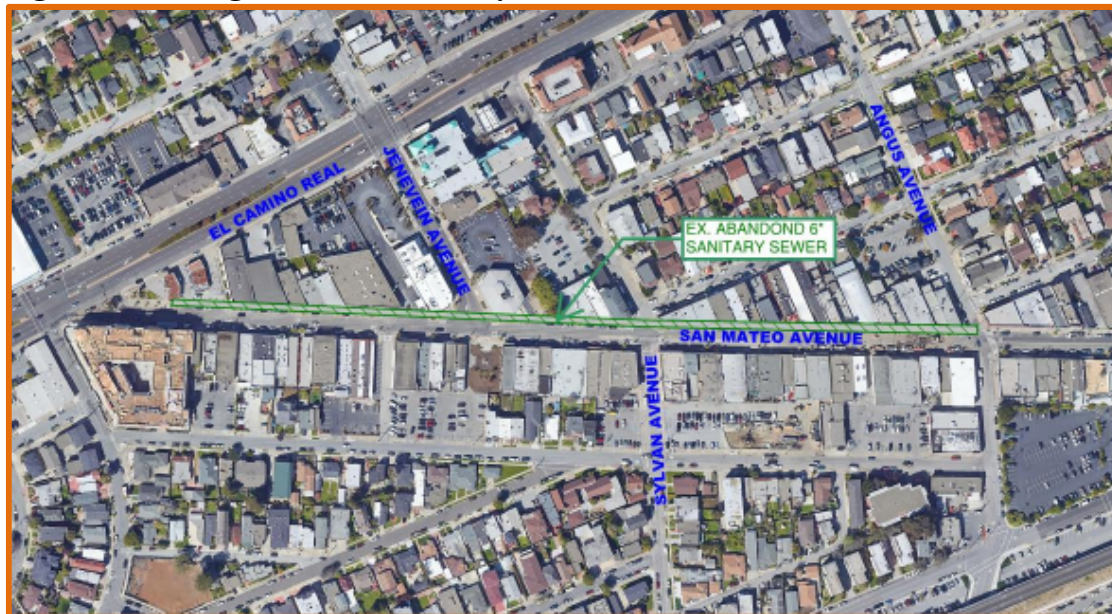 EL CAMINO REAL
JENEVEIN AVENUE
ANGUS AVENUE
EX. ABANDOND 6"
SANITARY SEWER
SAN MATEO AVENUE
SYLVAN AVENUE